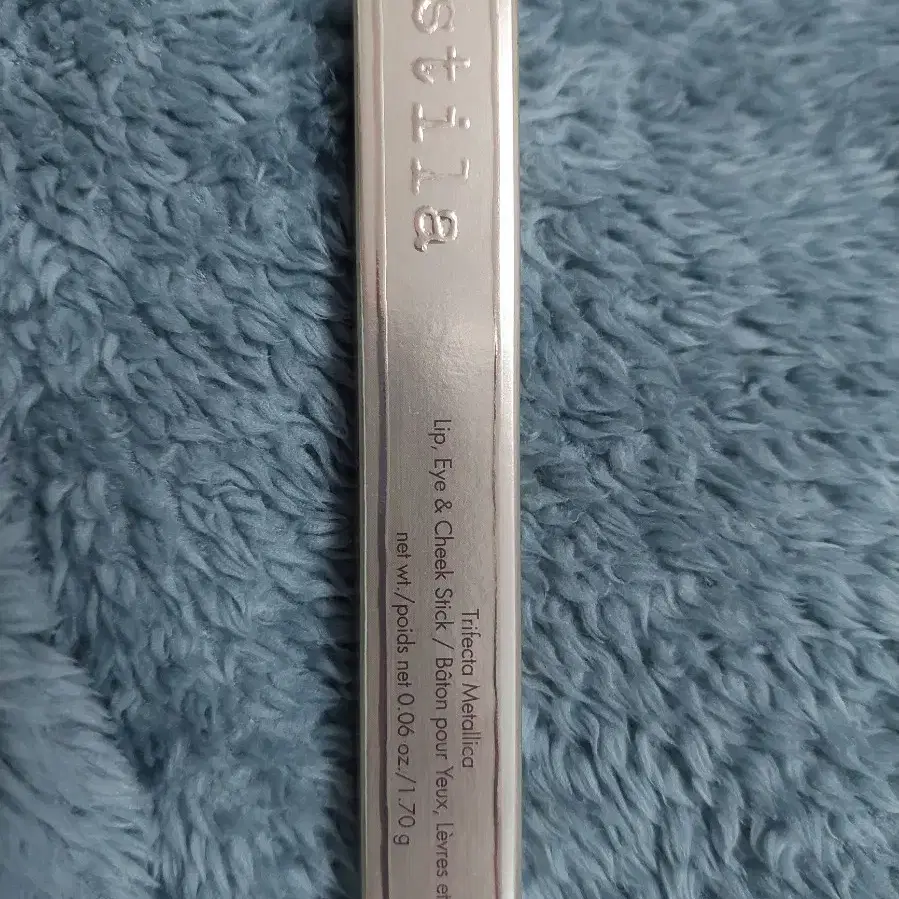 stila
Trifecta Metallica
Lip, Eye & Cheek Stick / Bâton pour Yeux, Lèvres et
net wt./poids net 0.06 oz./1.70 g